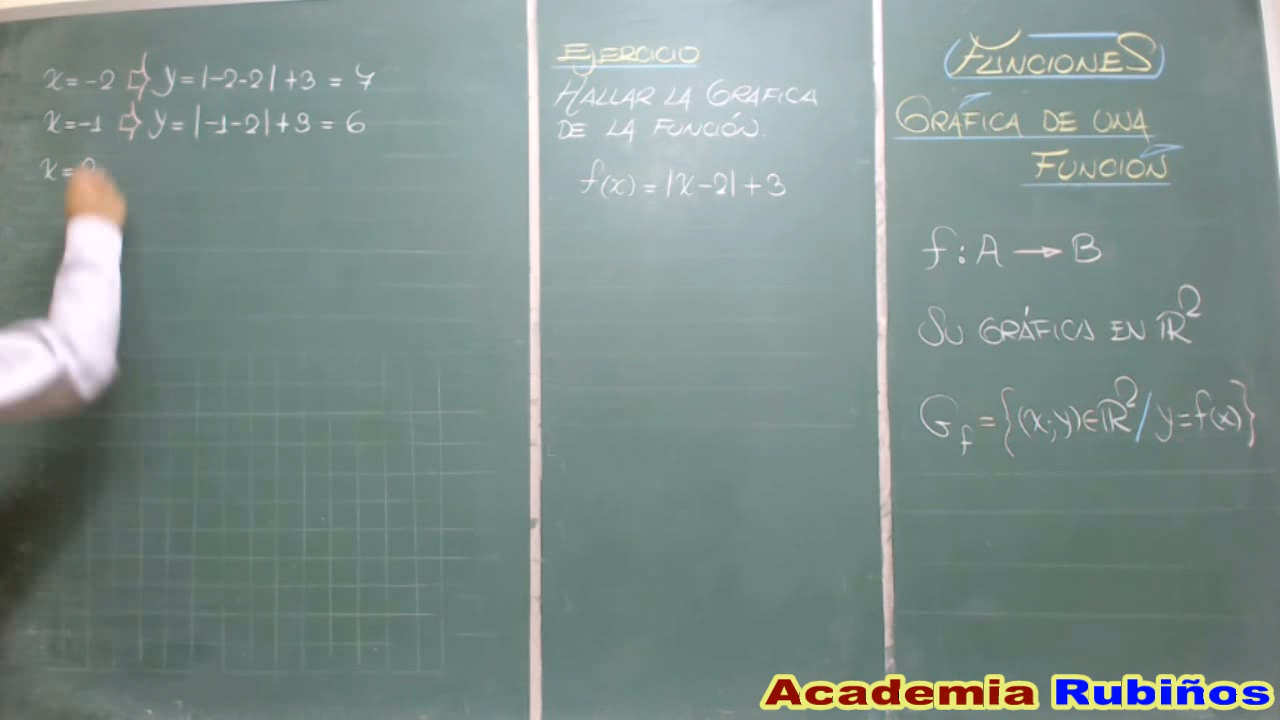 x = -2 ⇨ y = |-2-2| + 3 = 7
x = -1 ⇨ y = |-1-2| + 3 = 6
x =
EJERCICIO
HALLAR LA GRAFICA
DE LA FUNCIÓN.
f(x) = |x-2| + 3
(FUNCIONES)
GRÁFICA DE UNA
FUNCIÓN
f : A → B
SU GRÁFICA EN ℝ²
G_f = {(x;y)∈ℝ² / y = f(x)}
Academia Rubiños